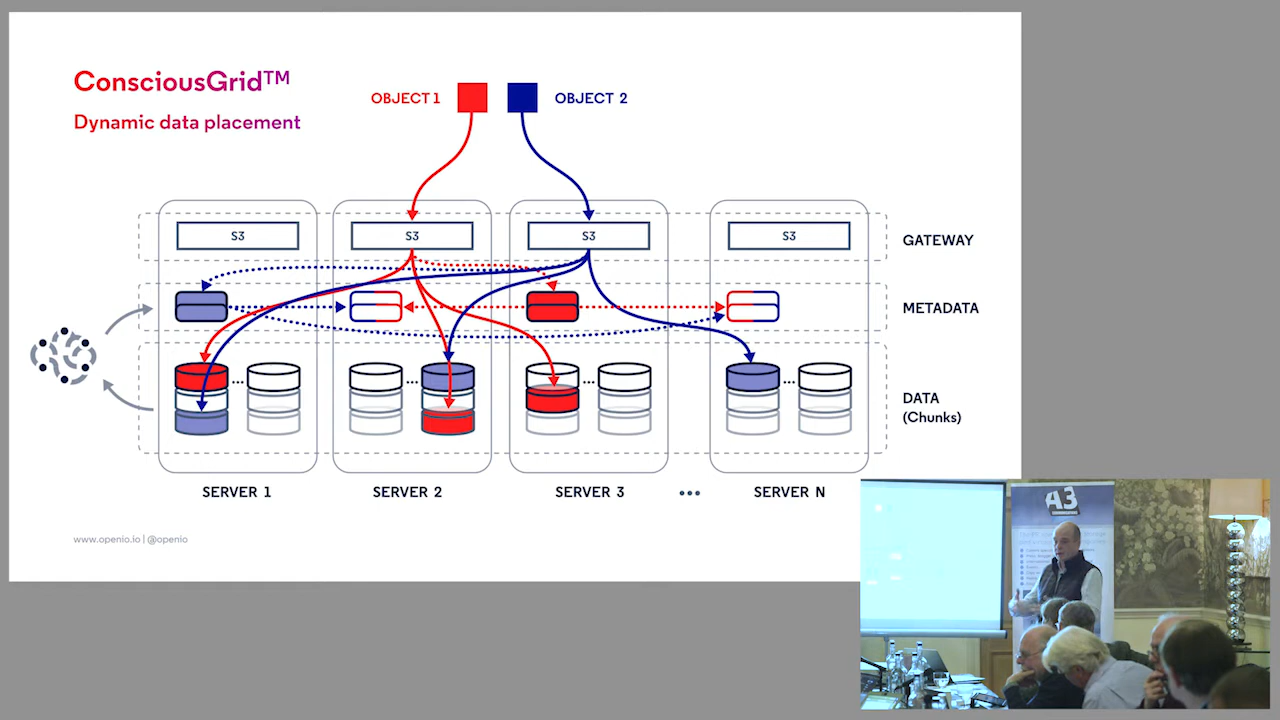 ConsciousGrid™
Dynamic data placement
OBJECT 1
OBJECT 2
S3
S3
S3
S3
GATEWAY
METADATA
DATA
(Chunks)
SERVER 1
SERVER 2
SERVER 3
SERVER N
www.openio.io | @openio
A3